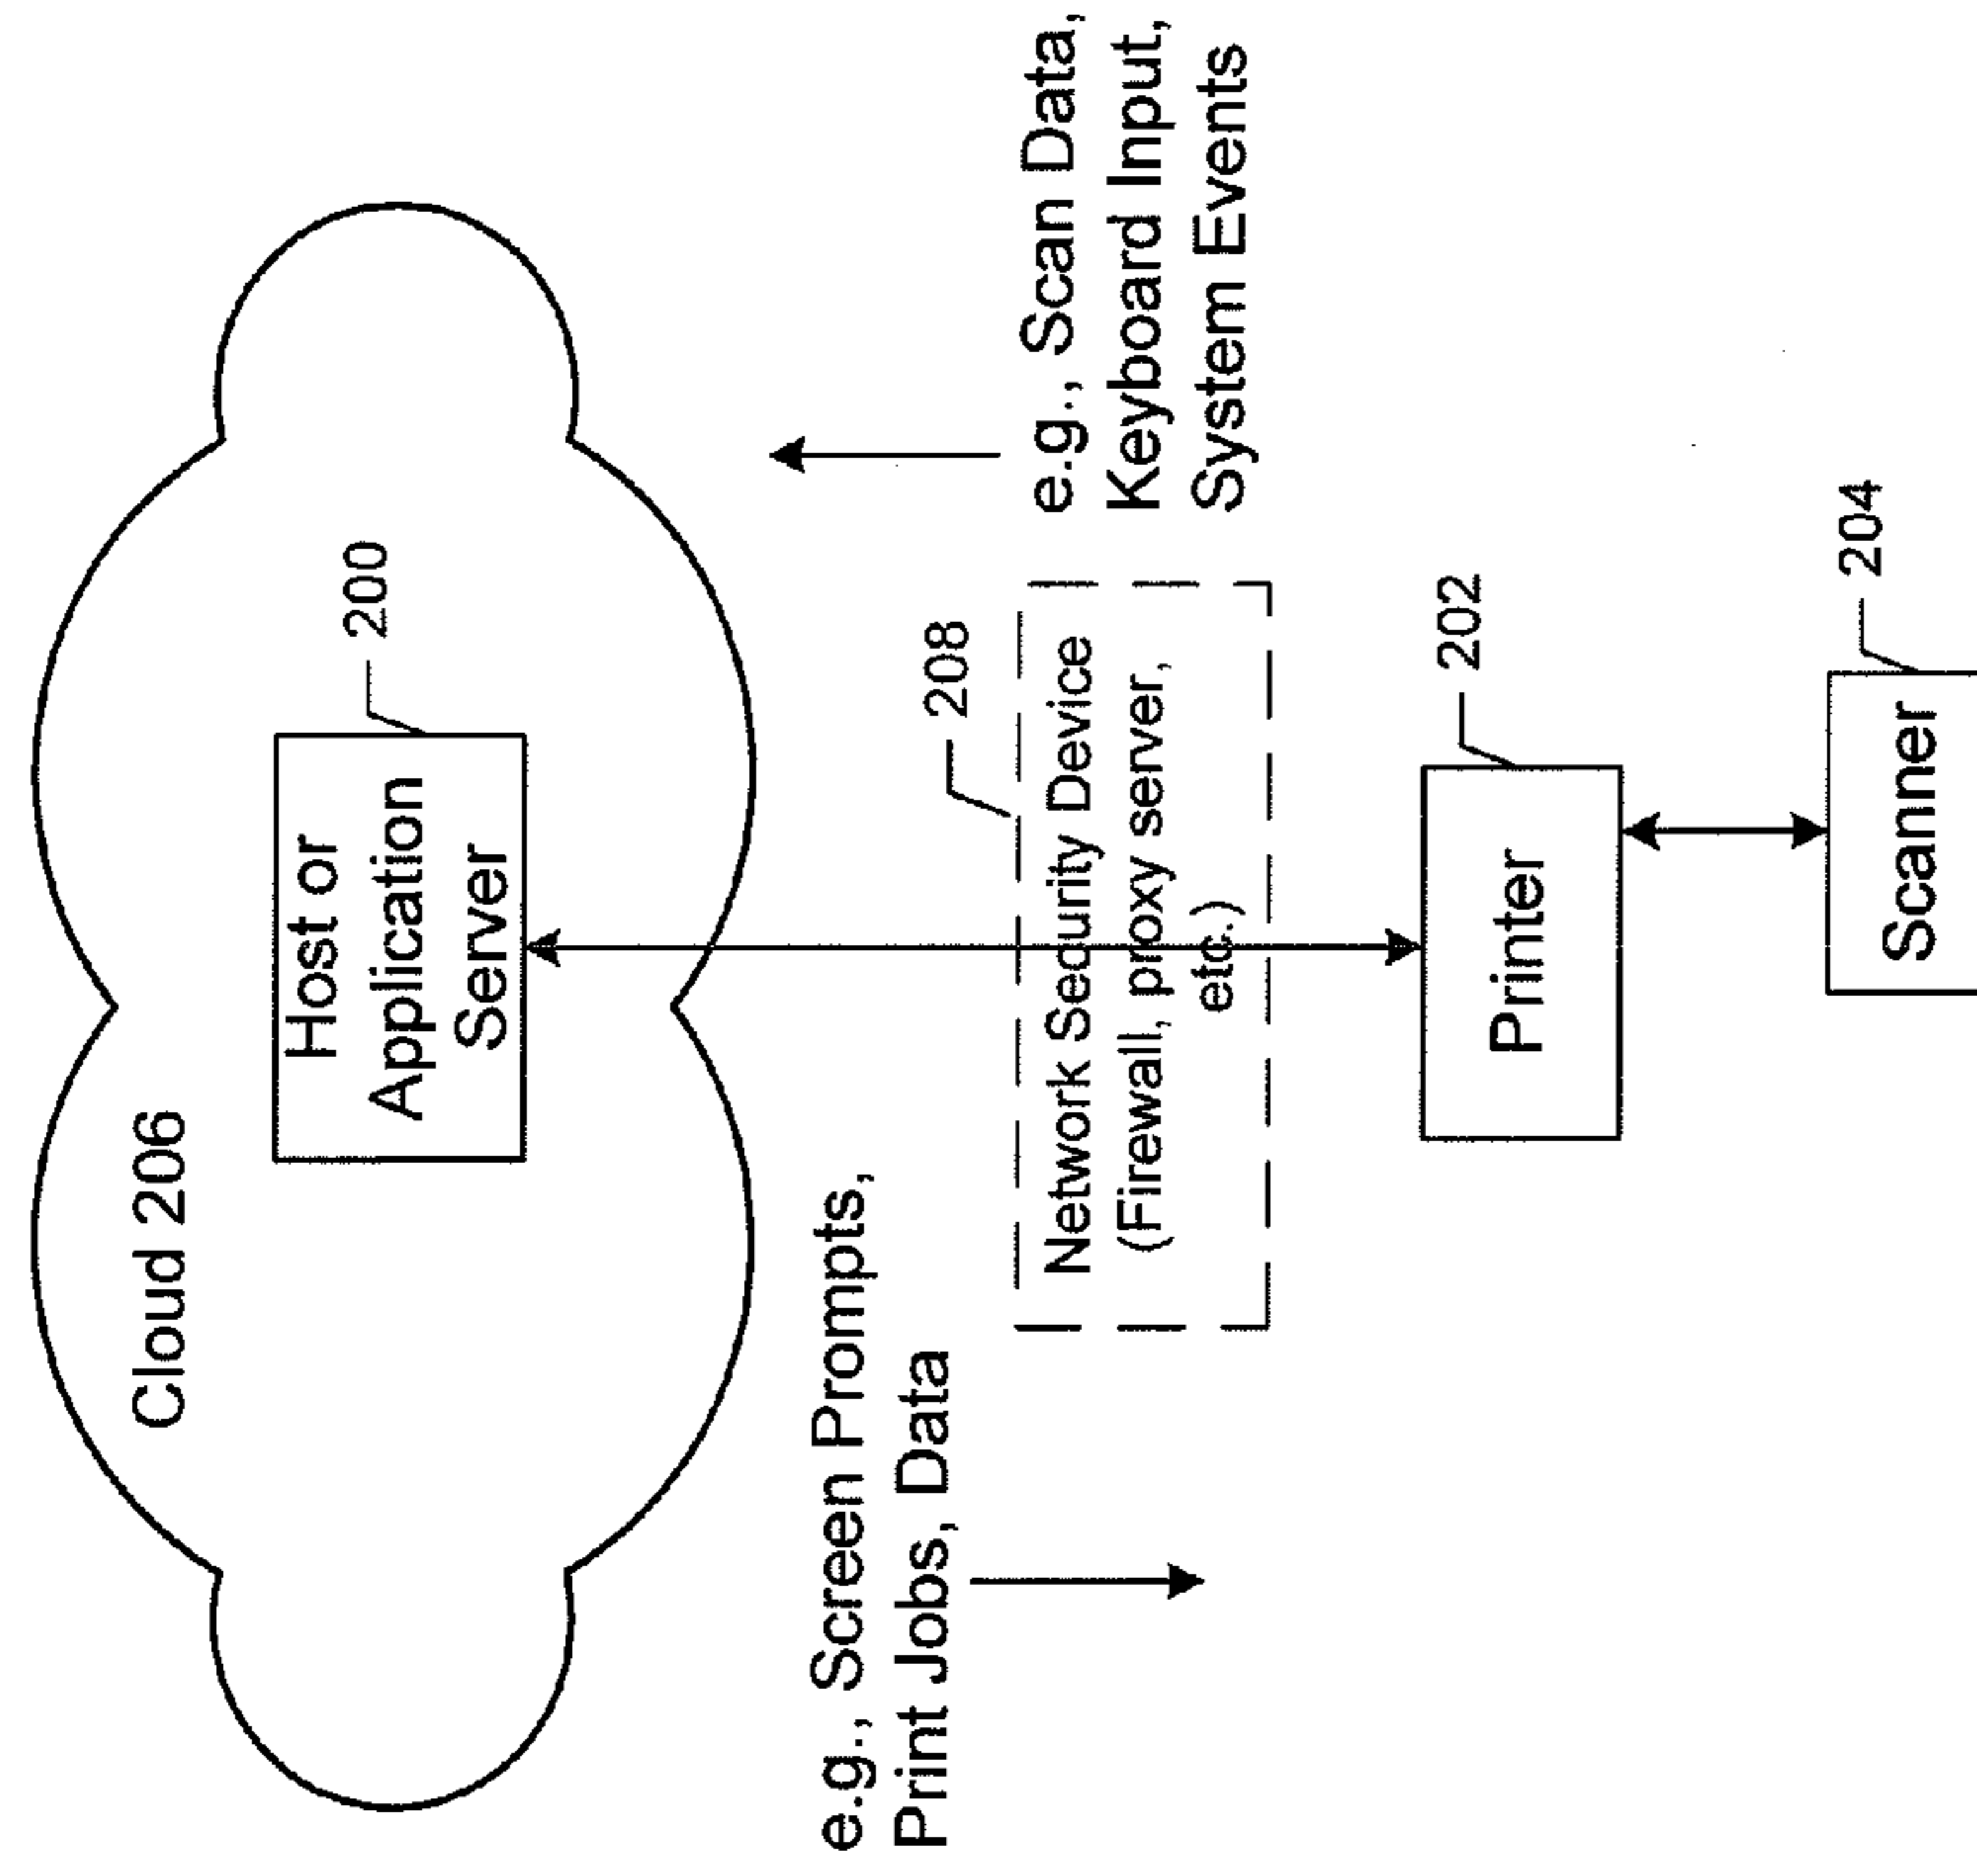 Cloud 206
Host or
Application
Server
200
e.g., Screen Prompts,
Print Jobs, Data
208
Network Security Device
(Firewall, proxy server,
etc.)
e.g., Scan Data,
Keyboard Input,
System Events
Printer
202
Scanner
204